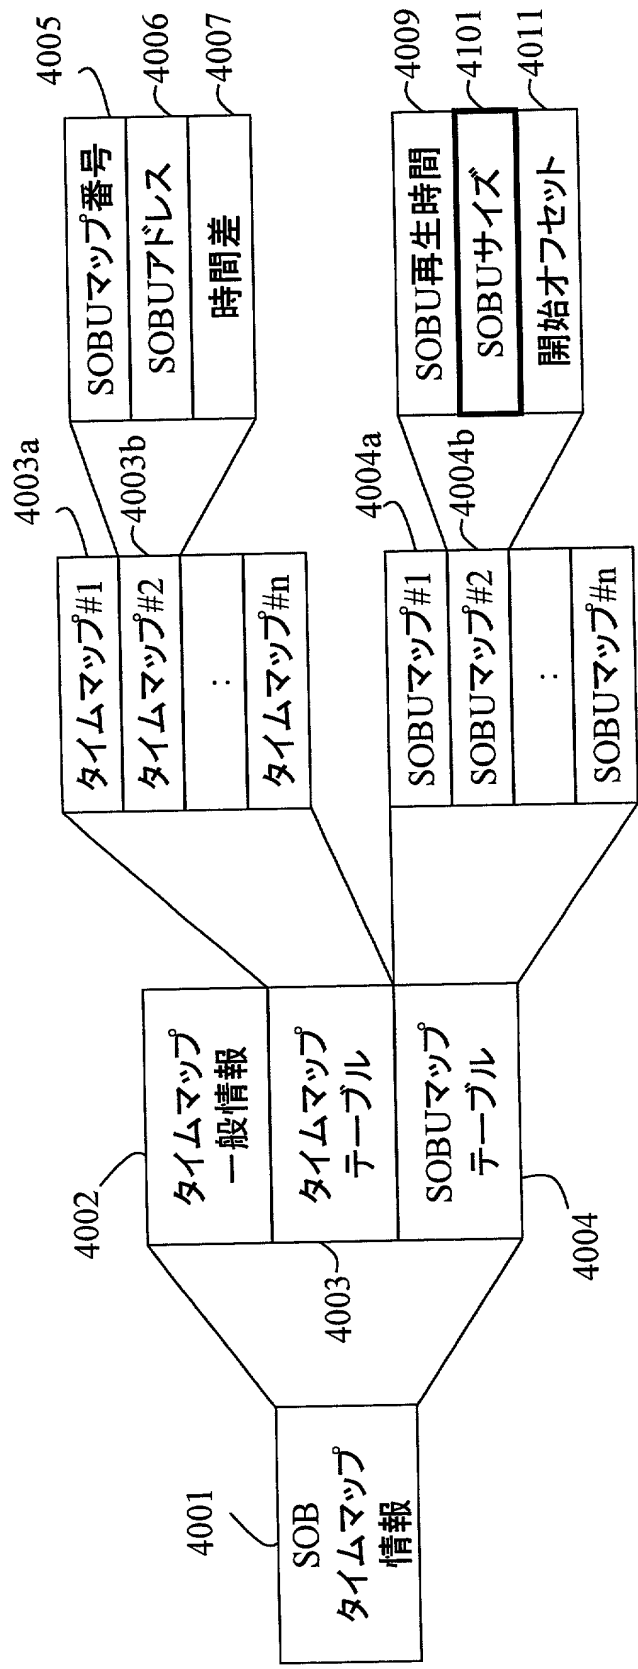 4001
SOB
タイムマップ
情報
4002
タイムマップ
一般情報
タイムマップ
テーブル
4003
SOBUマップ
テーブル
4004
4003a
タイムマップ#1
4003b
タイムマップ#2
:
タイムマップ#n
4004a
SOBUマップ#1
4004b
SOBUマップ#2
:
SOBUマップ#n
SOBUマップ番号
4005
SOBUアドレス
4006
時間差
4007
SOBU再生時間
4009
SOBUサイズ
4101
開始オフセット
4011